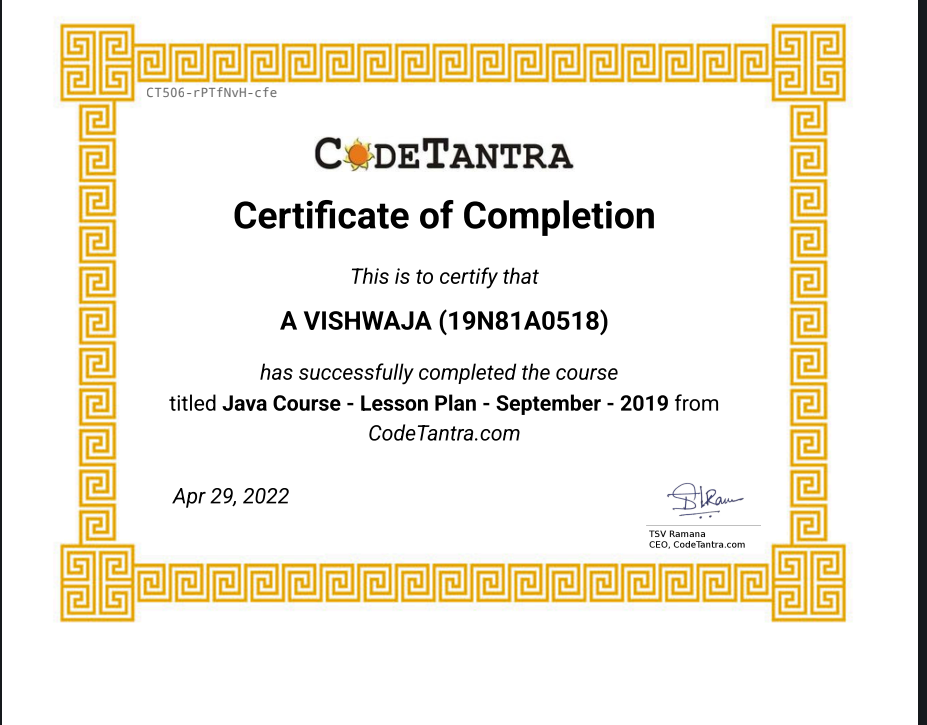 CT506-rPTfNvH-cfe
CODETANTRA
Certificate of Completion
This is to certify that
A VISHWAJA (19N81A0518)
has successfully completed the course
titled Java Course - Lesson Plan - September - 2019 from
CodeTantra.com
Apr 29, 2022
TSV Ramana
CEO, CodeTantra.com